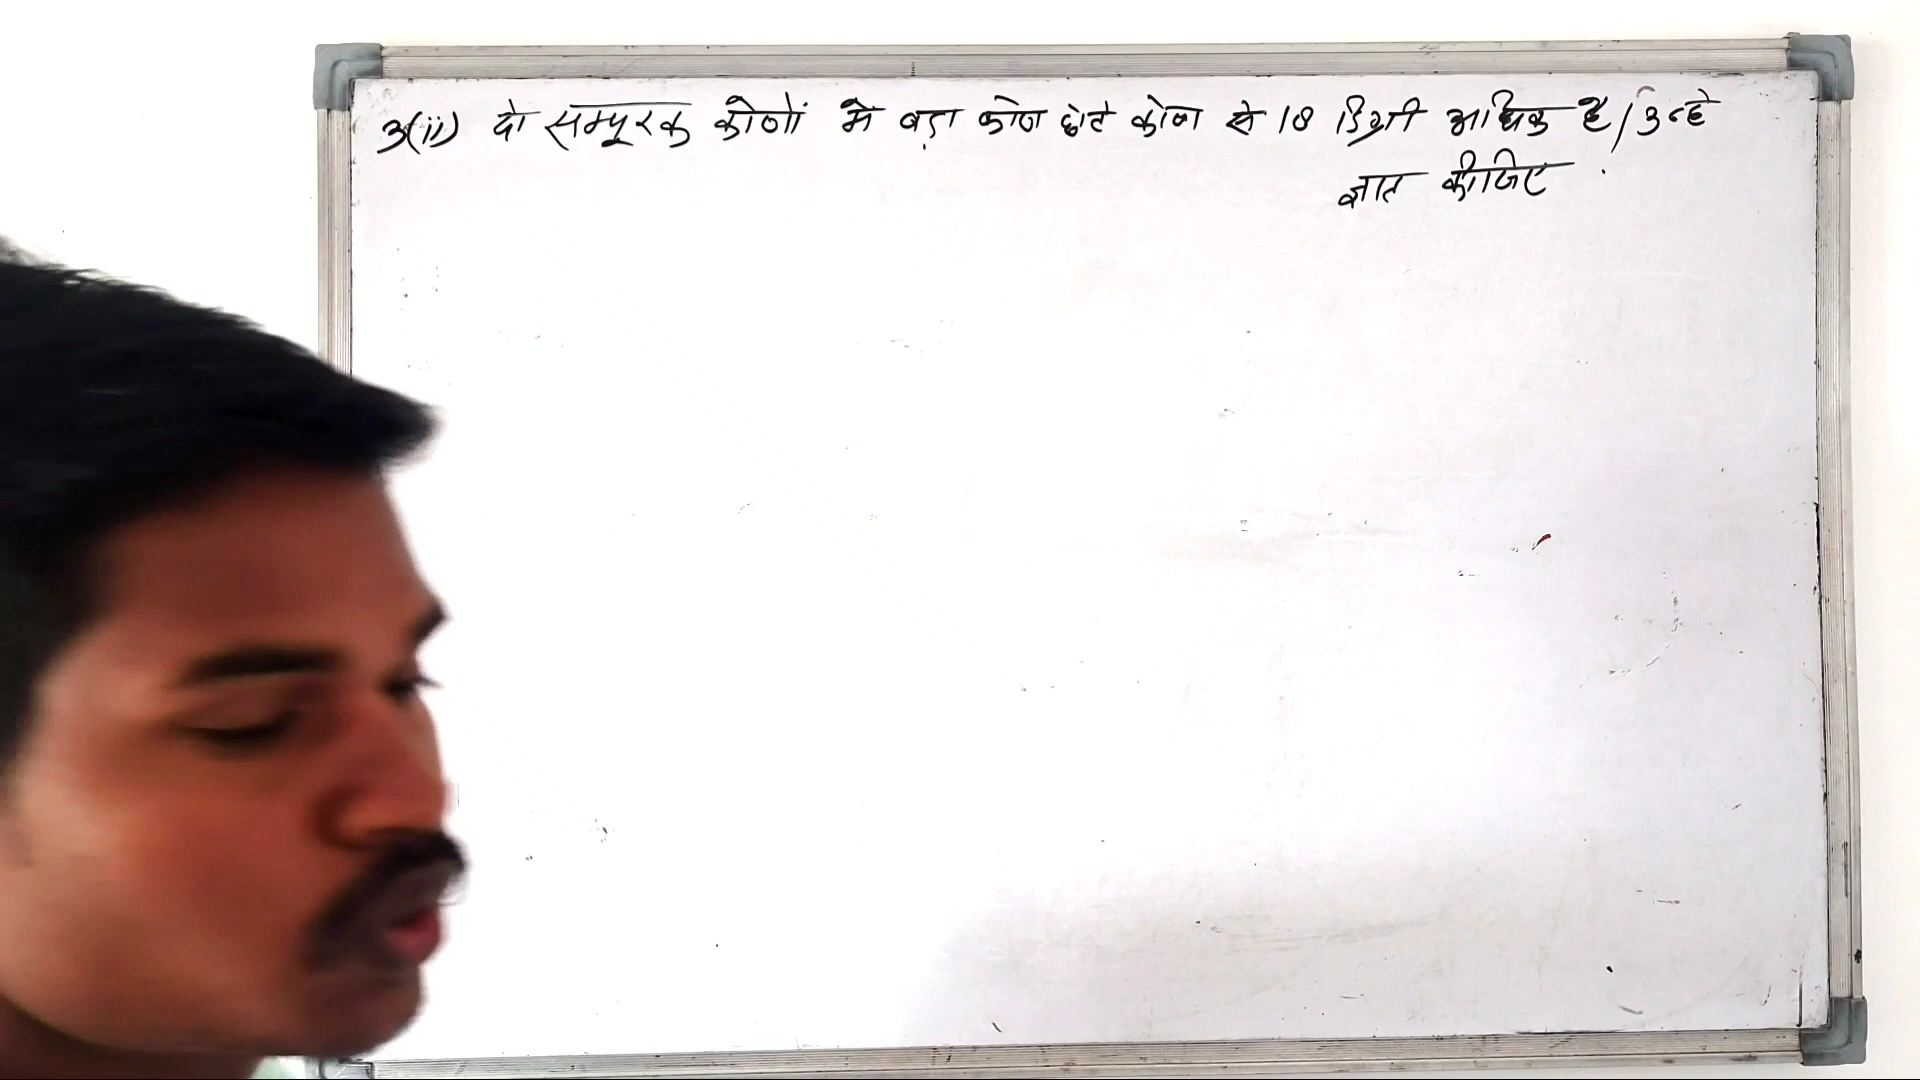 3(ii) दो सम्पूरक कोणों मे बड़ा कोण छोटे कोण से 18 डिग्री अधिक है | उन्हे
ज्ञात कीजिए .